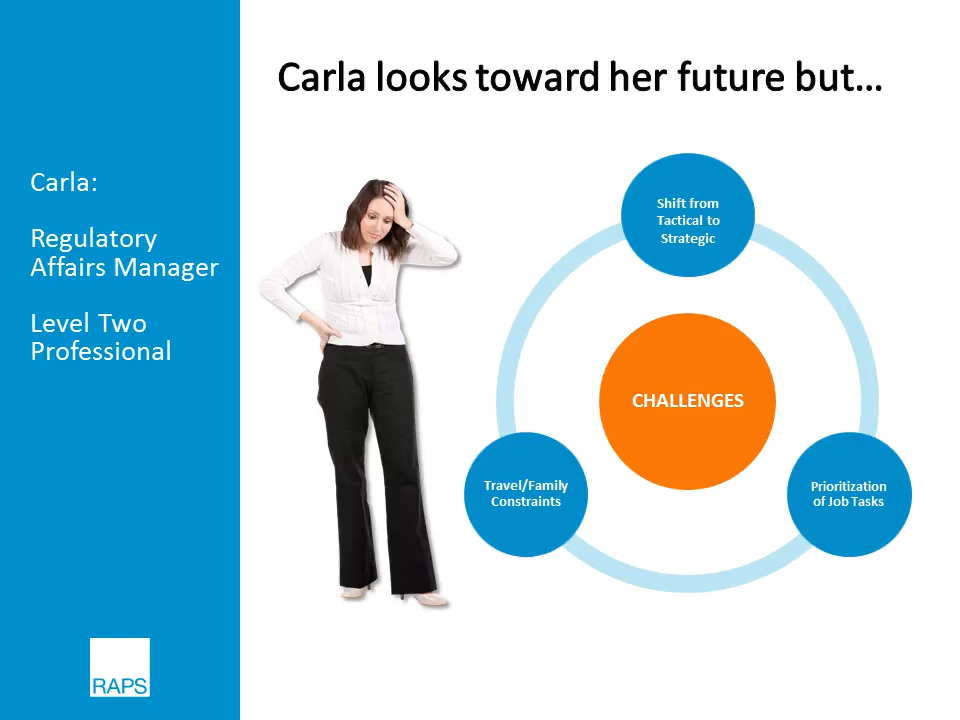 Carla looks toward her future but…
Carla:
Regulatory
Affairs Manager
Level Two
Professional
Shift from
Tactical to
Strategic
CHALLENGES
Travel/Family
Constraints
Prioritization
of Job Tasks
RAPS